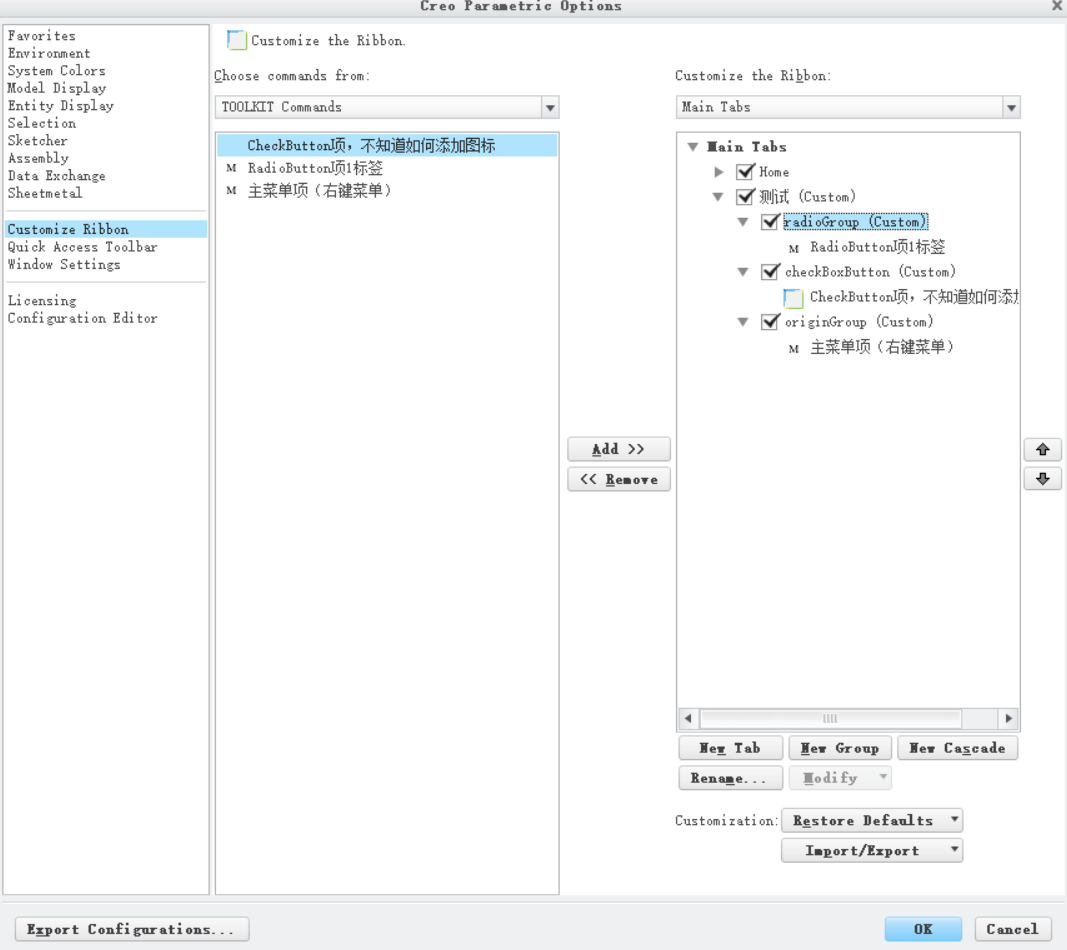 Creo Parametric Options
Favorites
Environment
System Colors
Model Display
Entity Display
Selection
Sketcher
Assembly
Data Exchange
Sheetmetal
Customize Ribbon
Quick Access Toolbar
Window Settings
Licensing
Configuration Editor
Customize the Ribbon.
Choose commands from:
TOOLKIT Commands
CheckButton项，不知道如何添加图标
M RadioButton项1标签
M 主菜单项（右键菜单）
Add >>
<< Remove
Customize the Ribbon:
Main Tabs
Main Tabs
Home
测试 (Custom)
radioGroup (Custom)
M RadioButton项1标签
checkBoxButton (Custom)
CheckButton项，不知道如何添
originGroup (Custom)
M 主菜单项（右键菜单）
New Tab New Group New Cascade
Rename... Modify
Customization: Restore Defaults
Import/Export
Export Configurations...
OK Cancel